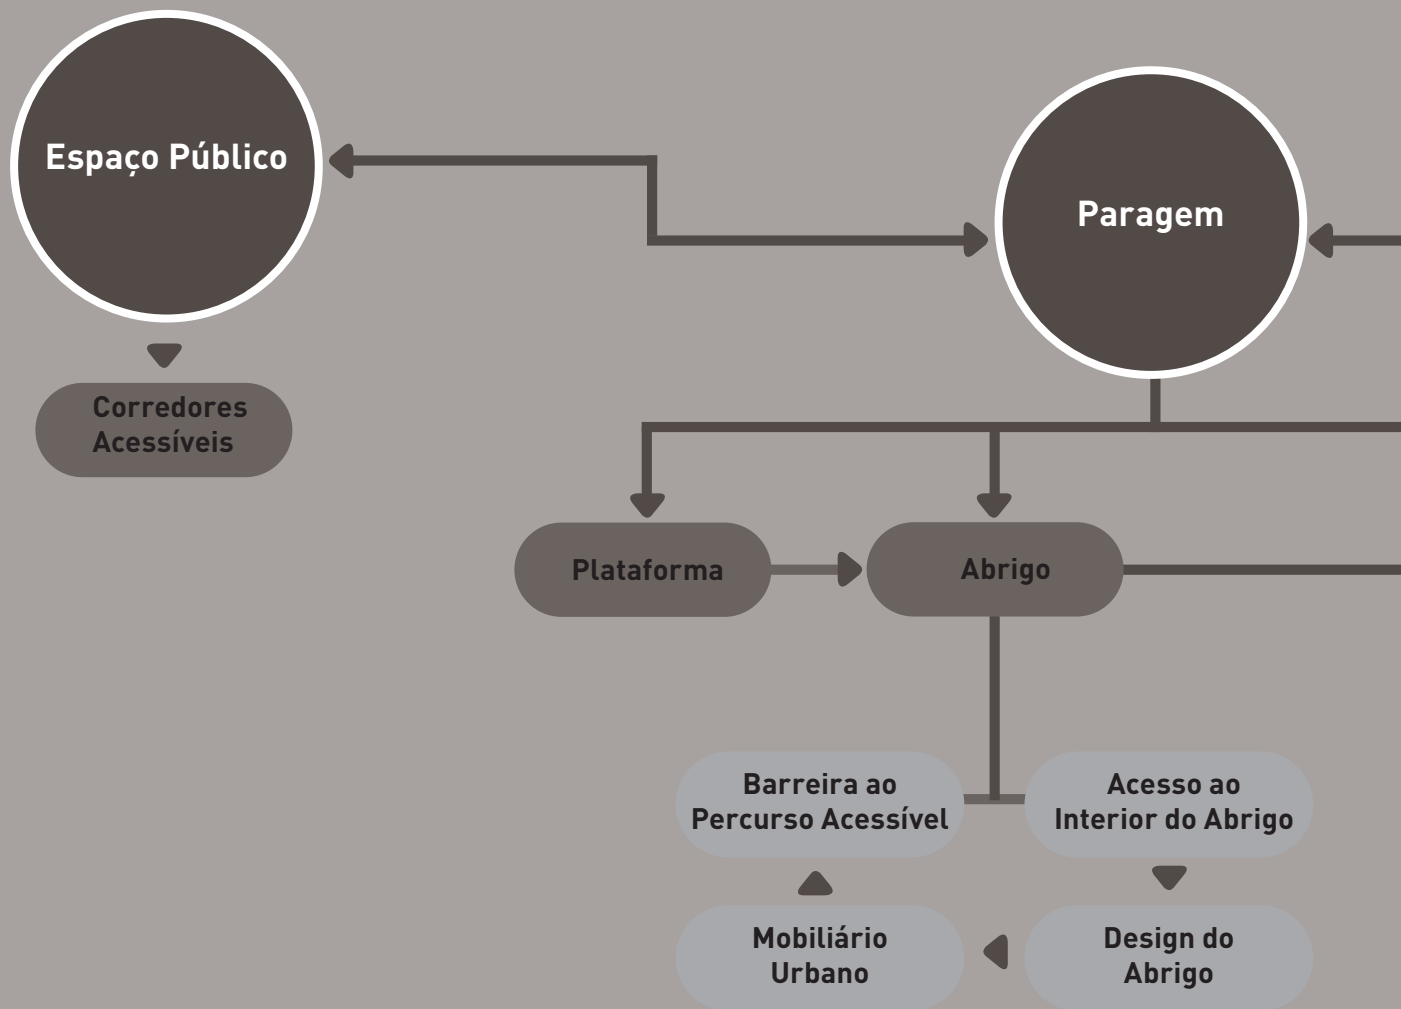 Espaço Público
Paragem
Corredores
Acessíveis
Plataforma
Abrigo
Barreira ao
Percurso Acessível
Acesso ao
Interior do Abrigo
Mobiliário
Urbano
Design do
Abrigo